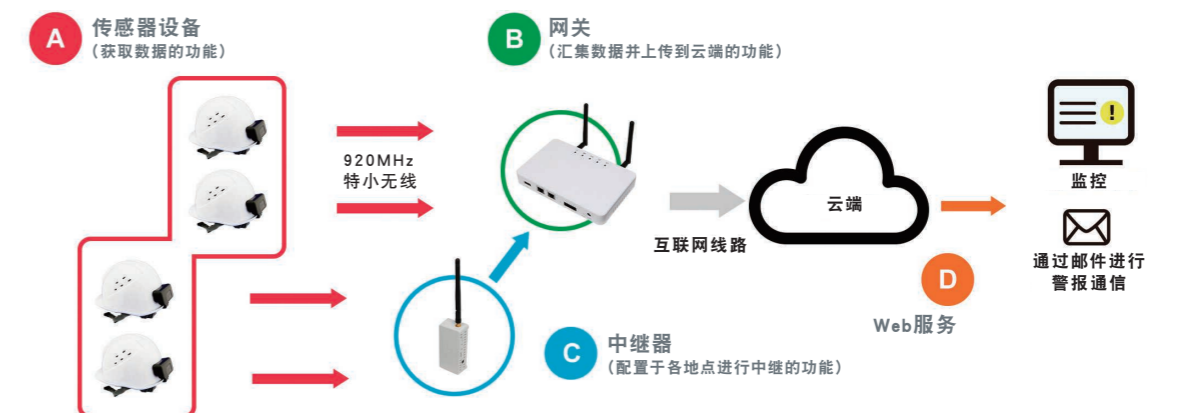 A
传感器设备
（获取数据的功能）
B
网关
（汇集数据并上传到云端的功能）
920MHz
特小无线
互联网线路
云端
!
监控
通过邮件进行
警报通信
D
Web服务
C
中继器
（配置于各地点进行中继的功能）